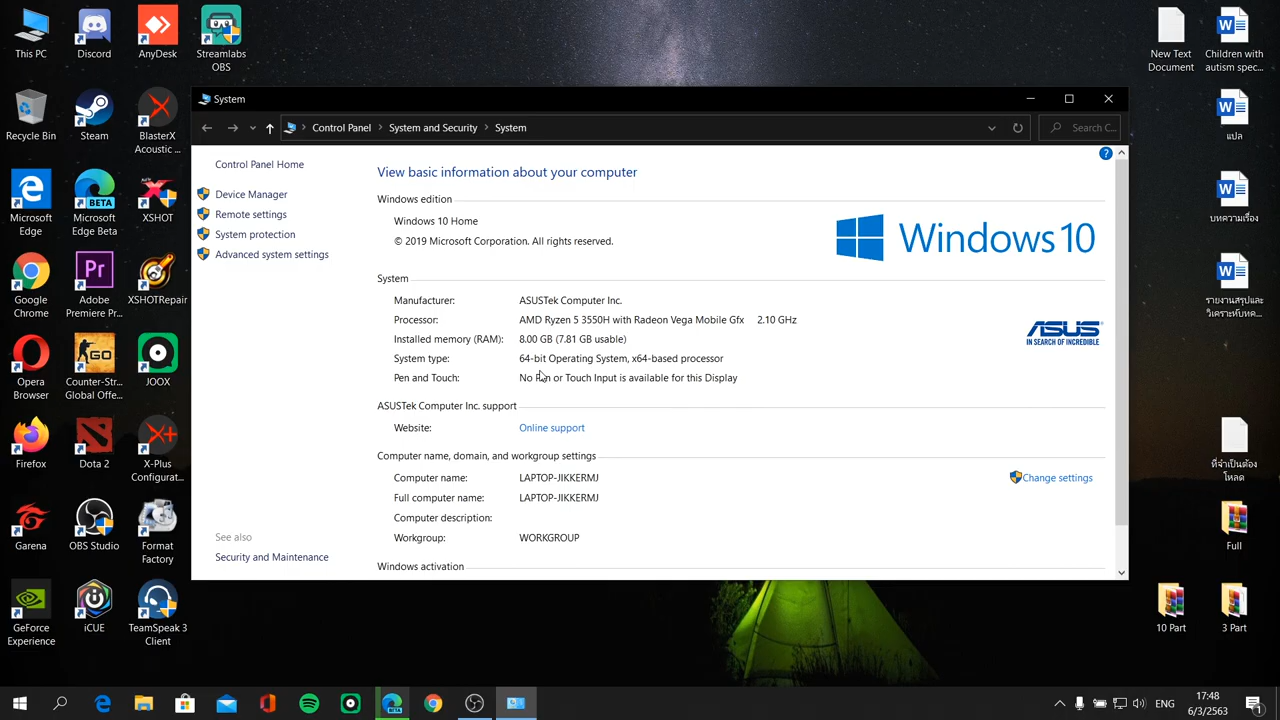 This PC
Discord
AnyDesk
Streamlabs
OBS
New Text
Document
Children with
autism spec...
Recycle Bin
Steam
BlasterX
Acoustic ...
แปล
Microsoft
Edge
BETA
Microsoft
Edge Beta
XSHOT
บทความเรื่อง
Google
Chrome
Pr
Adobe
Premiere Pr...
XSHOTRepair
รายงานสรุปและ
วิเคราะห์บทค...
Opera
Browser
GO
Counter-Str...
Global Offe...
JOOX
Firefox
Dota 2
X-Plus
Configurat...
ที่จำเป็นต้อง
โหลด
Garena
OBS Studio
Format
Factory
Full
GeForce
Experience
iCUE
TeamSpeak 3
Client
10 Part
3 Part
System
Control Panel
System and Security
System
Search C...
Control Panel Home
Device Manager
Remote settings
System protection
Advanced system settings
See also
Security and Maintenance
View basic information about your computer
Windows edition
Windows 10 Home
© 2019 Microsoft Corporation. All rights reserved.
Windows 10
System
Manufacturer: ASUSTek Computer Inc.
Processor: AMD Ryzen 5 3550H with Radeon Vega Mobile Gfx 2.10 GHz
Installed memory (RAM): 8.00 GB (7.81 GB usable)
System type: 64-bit Operating System, x64-based processor
Pen and Touch: No Pen or Touch Input is available for this Display
ASUS
IN SEARCH OF INCREDIBLE
ASUSTek Computer Inc. support
Website: Online support
Computer name, domain, and workgroup settings
Computer name: LAPTOP-JIKKERMJ
Change settings
Full computer name: LAPTOP-JIKKERMJ
Computer description:
Workgroup: WORKGROUP
Windows activation
BETA
ENG
17:48
6/3/2563
1